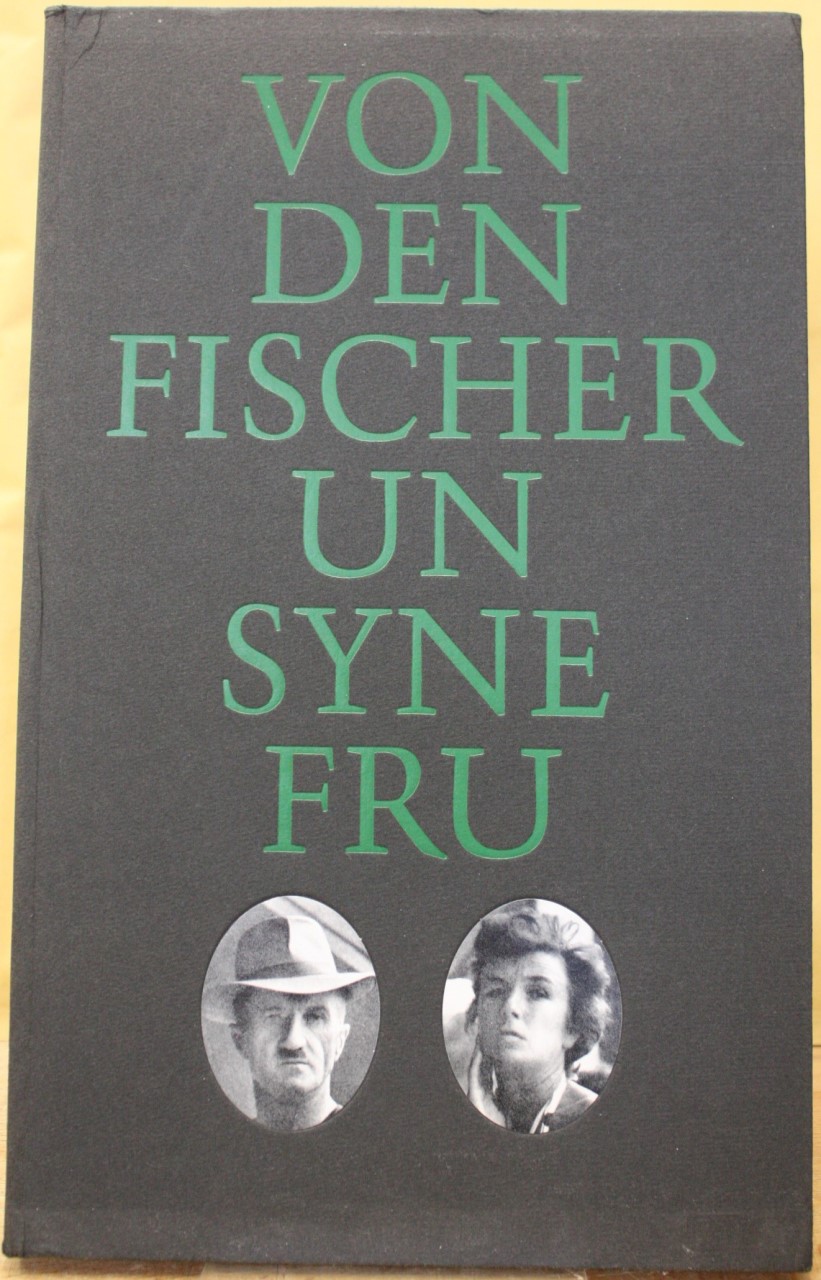 VON
DEN
FISCHER
UN
SYNE
FRU